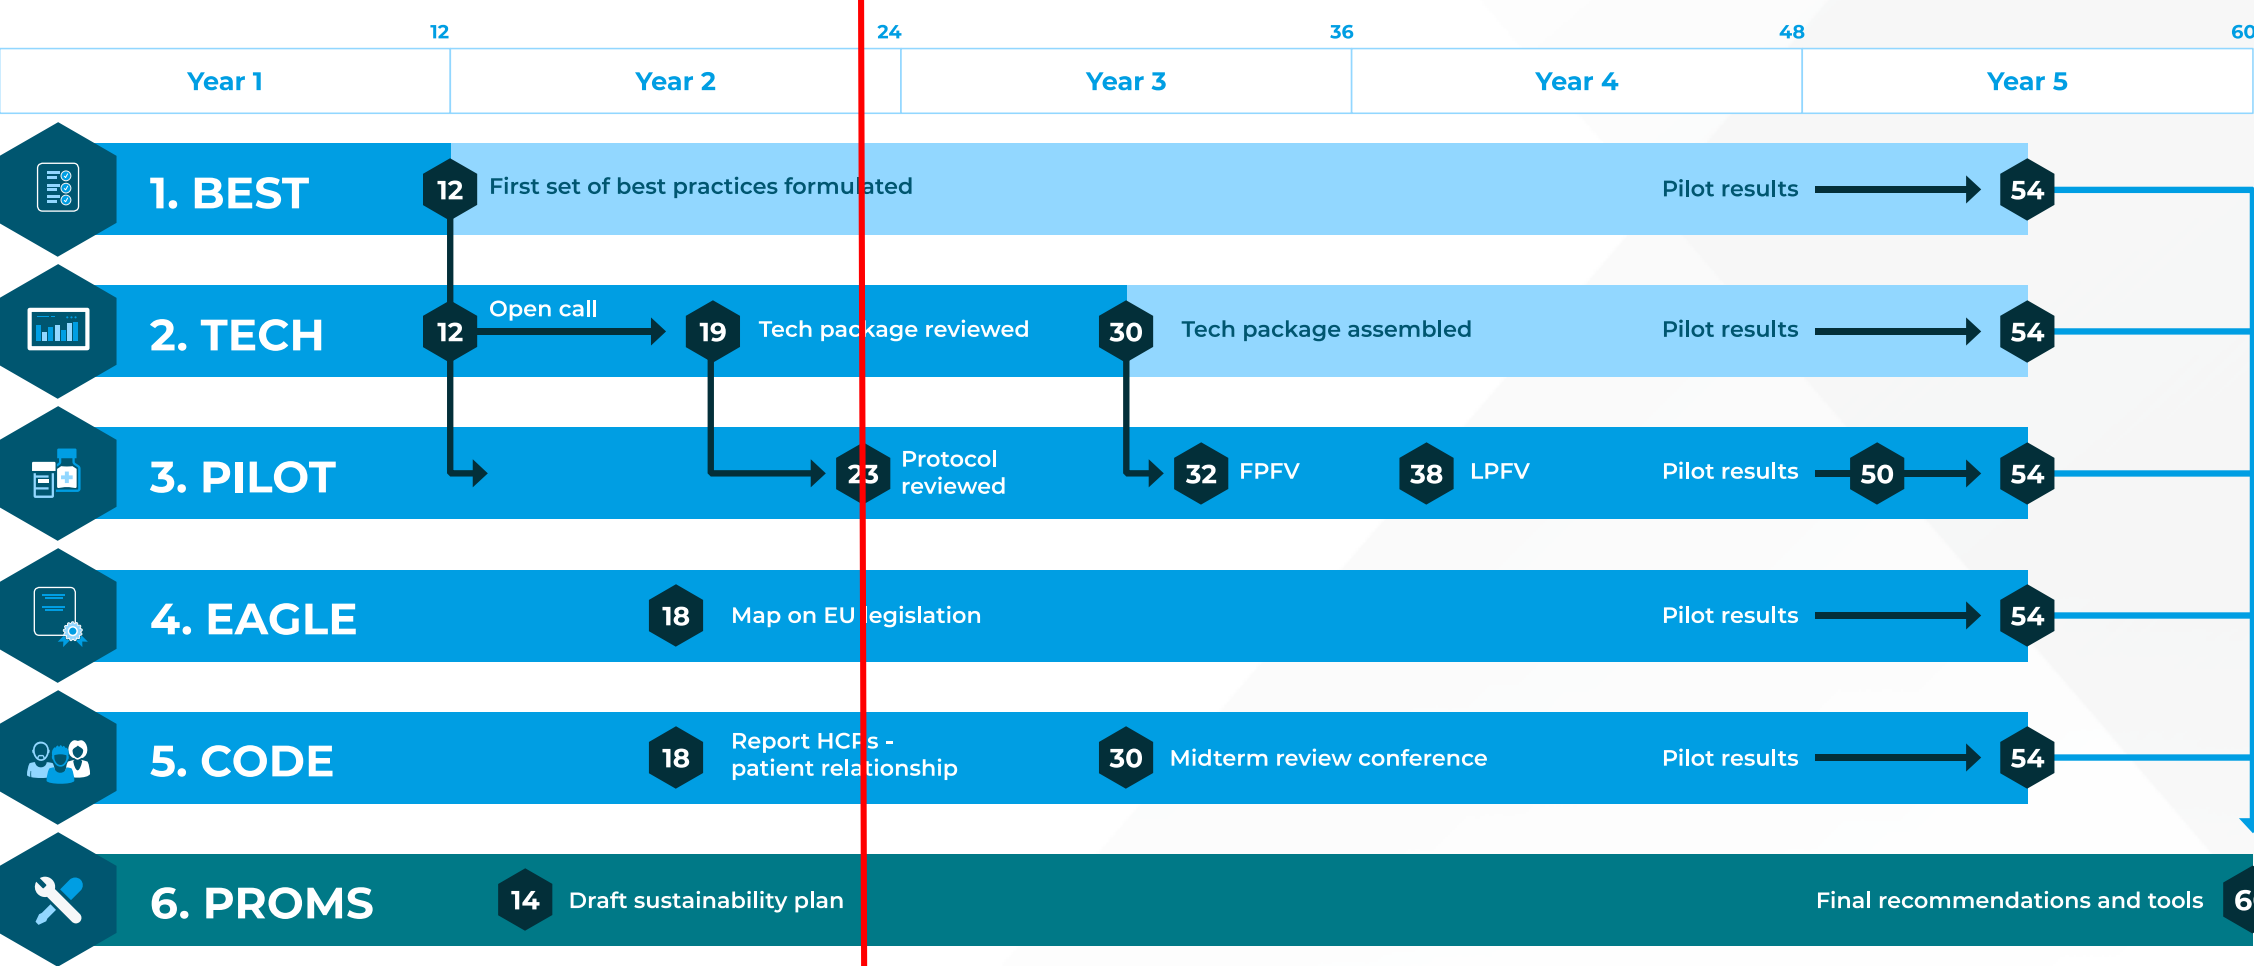 12 24 36 48 60
Year 1 Year 2 Year 3 Year 4 Year 5
1. BEST 12 First set of best practices formulated Pilot results 54
2. TECH 12 Open call 19 Tech package reviewed 30 Tech package assembled Pilot results 54
3. PILOT 23 Protocol
reviewed 32 FPFV 38 LPFV Pilot results 50 54
4. EAGLE 18 Map on EU legislation Pilot results 54
5. CODE 18 Report HCPs -
patient relationship 30 Midterm review conference Pilot results 54
6. PROMS 14 Draft sustainability plan Final recommendations and tools 6